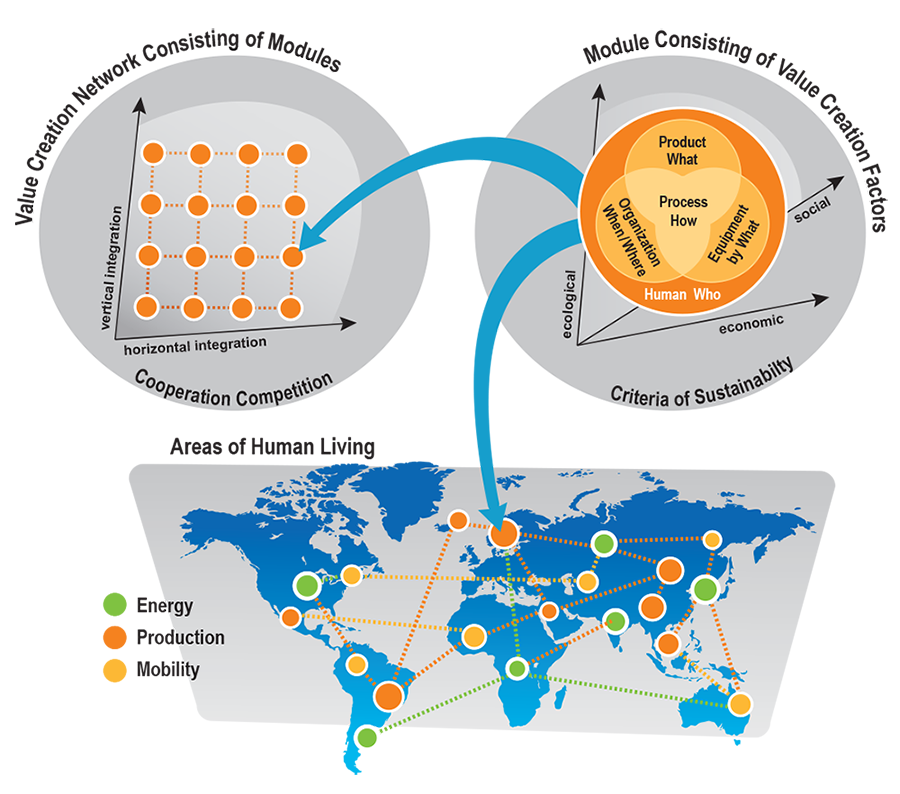 Value Creation Network Consisting of Modules
vertical integration
horizontal integration
Cooperation Competition
Module Consisting of Value Creation Factors
Product
What
Process
How
Organization
When/Where
Equipment
by What
Human Who
ecological
social
economic
Criteria of Sustainabilty
Areas of Human Living
Energy
Production
Mobility